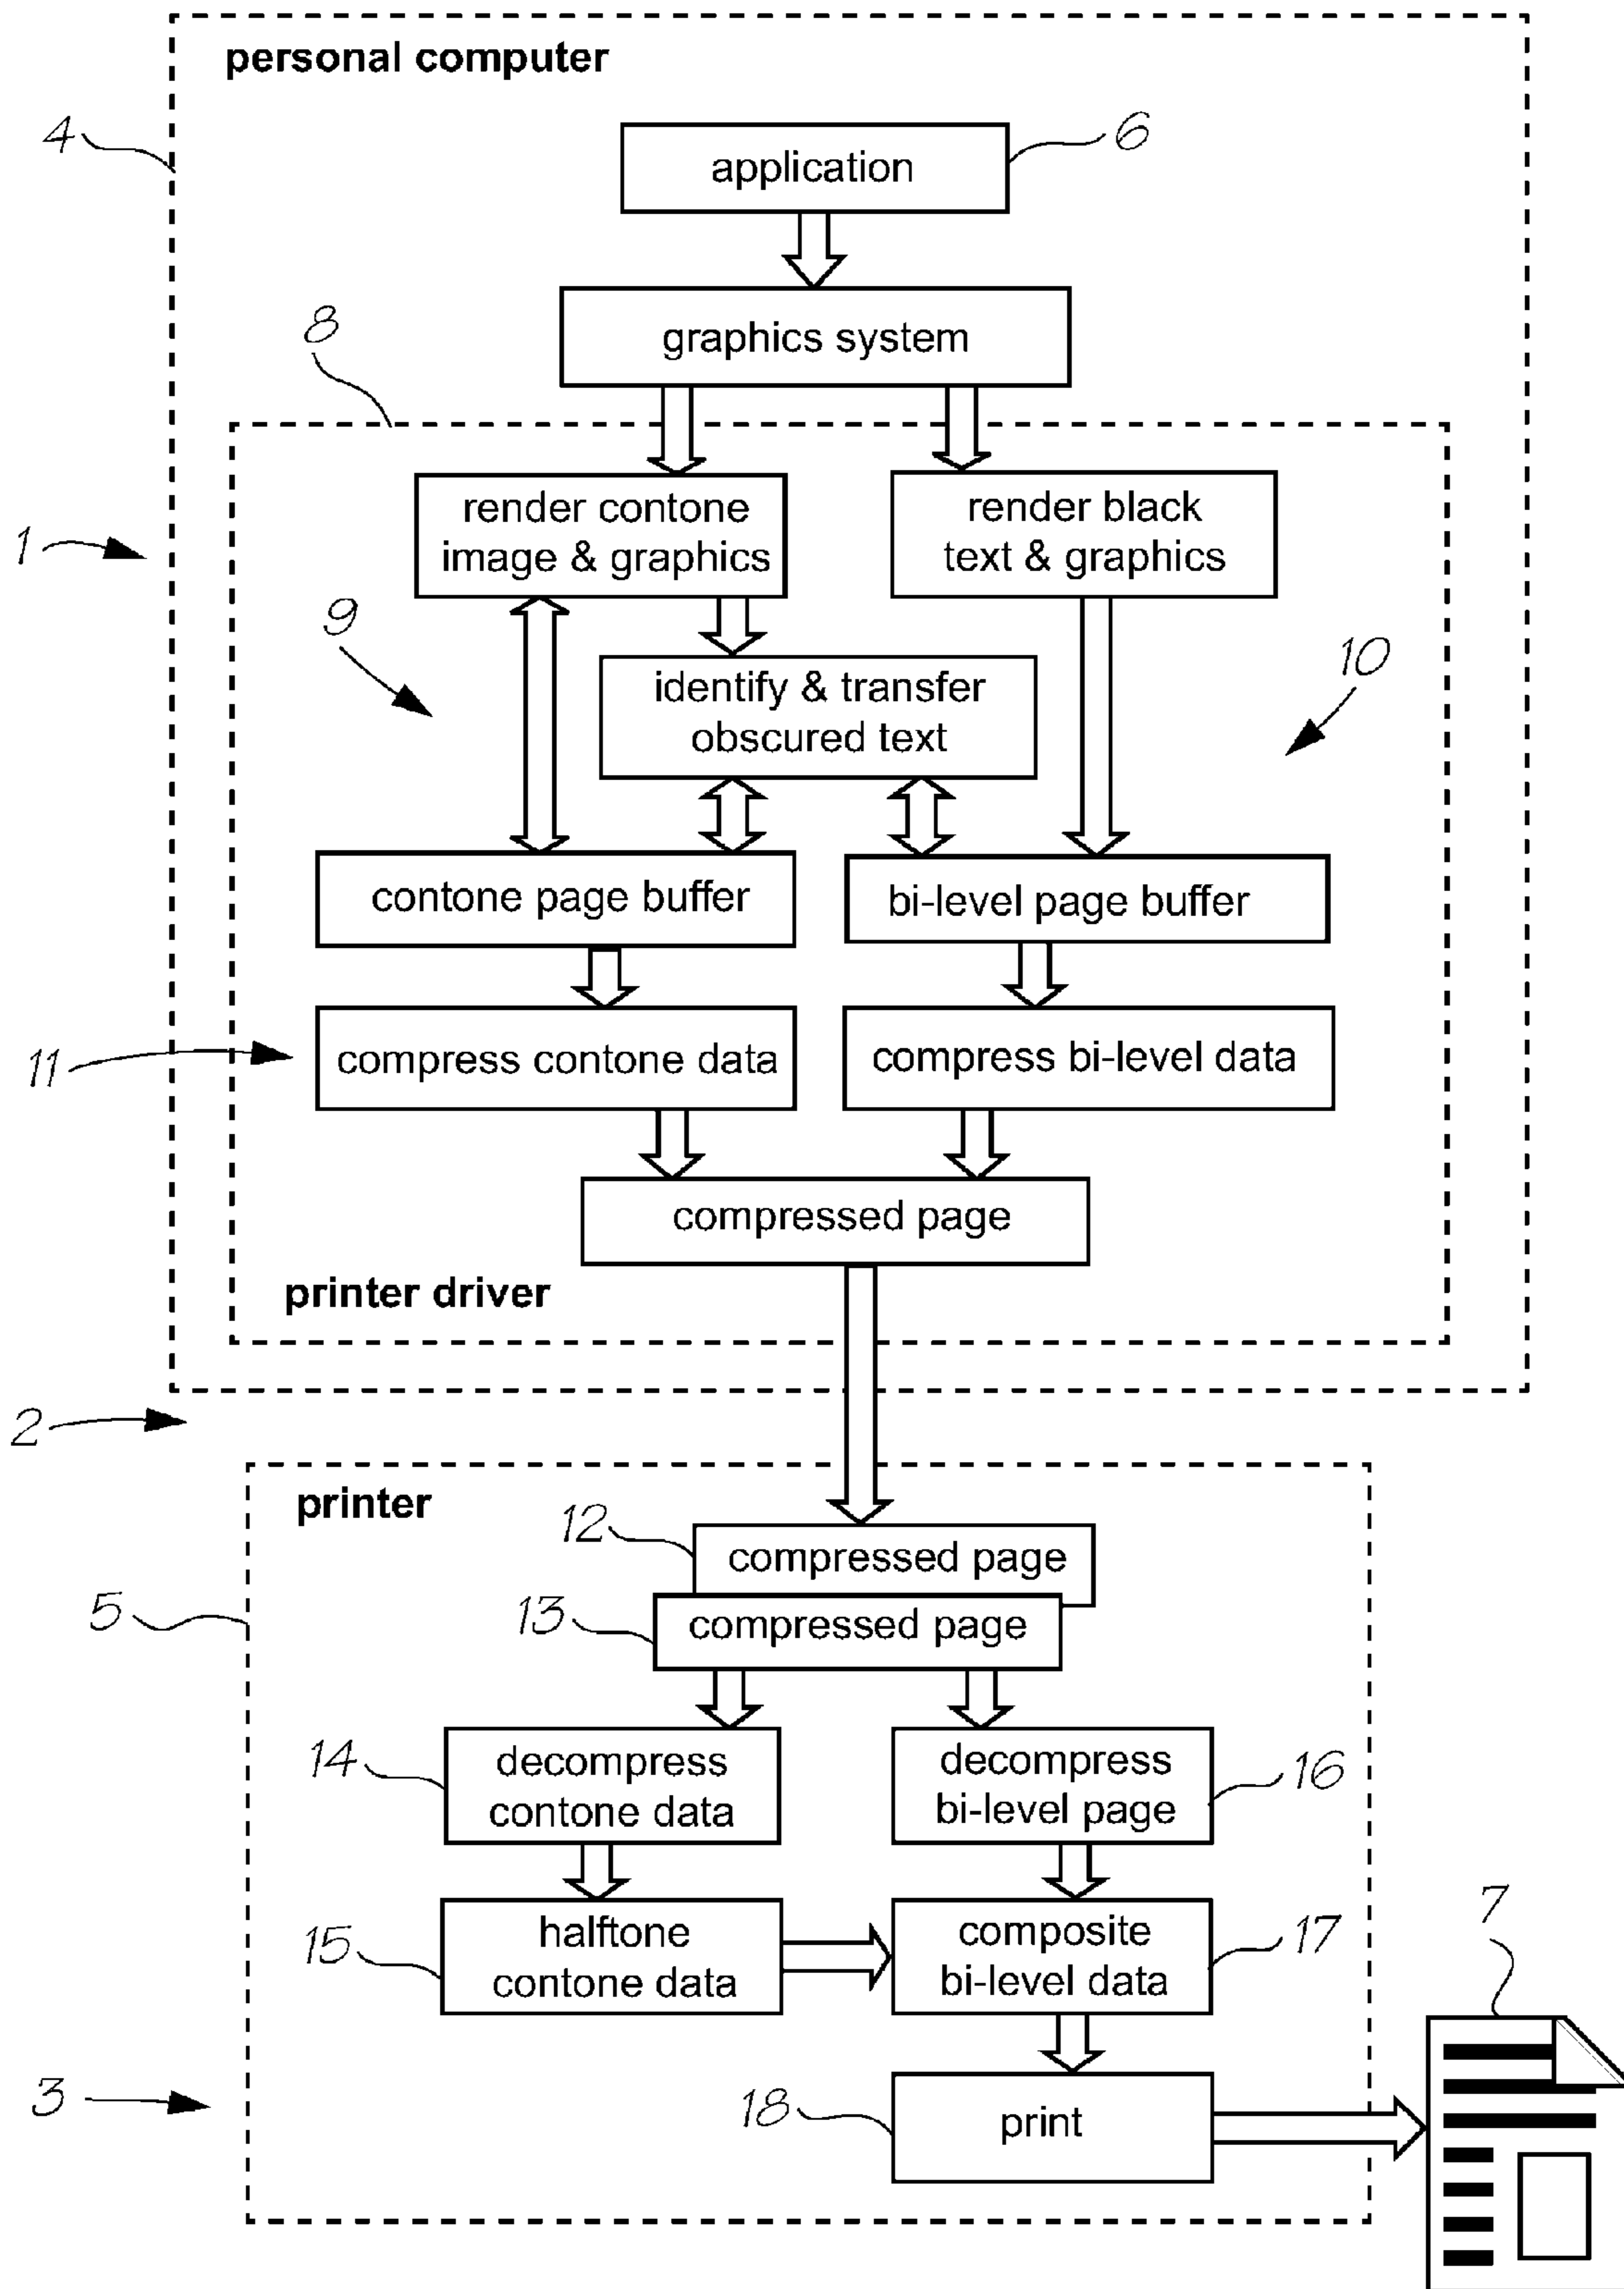 personal computer
4
application
6
graphics system
8
render contone
image & graphics
render black
text & graphics
1
9
identify & transfer
obscured text
10
contone page buffer
bi-level page buffer
11
compress contone data
compress bi-level data
compressed page
printer driver
2
printer
12
compressed page
13
compressed page
5
14
decompress
contone data
decompress
bi-level page
16
15
halftone
contone data
composite
bi-level data
17
7
3
18
print